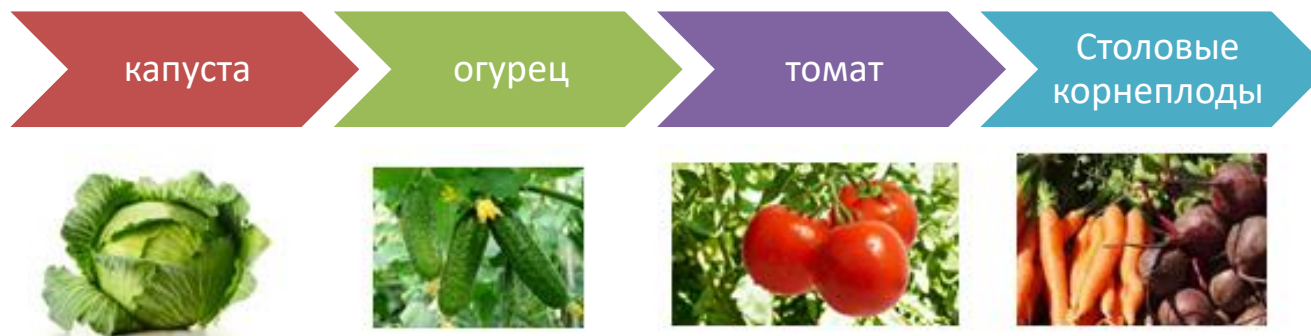 капуста
огурец
томат
Столовые
корнеплоды